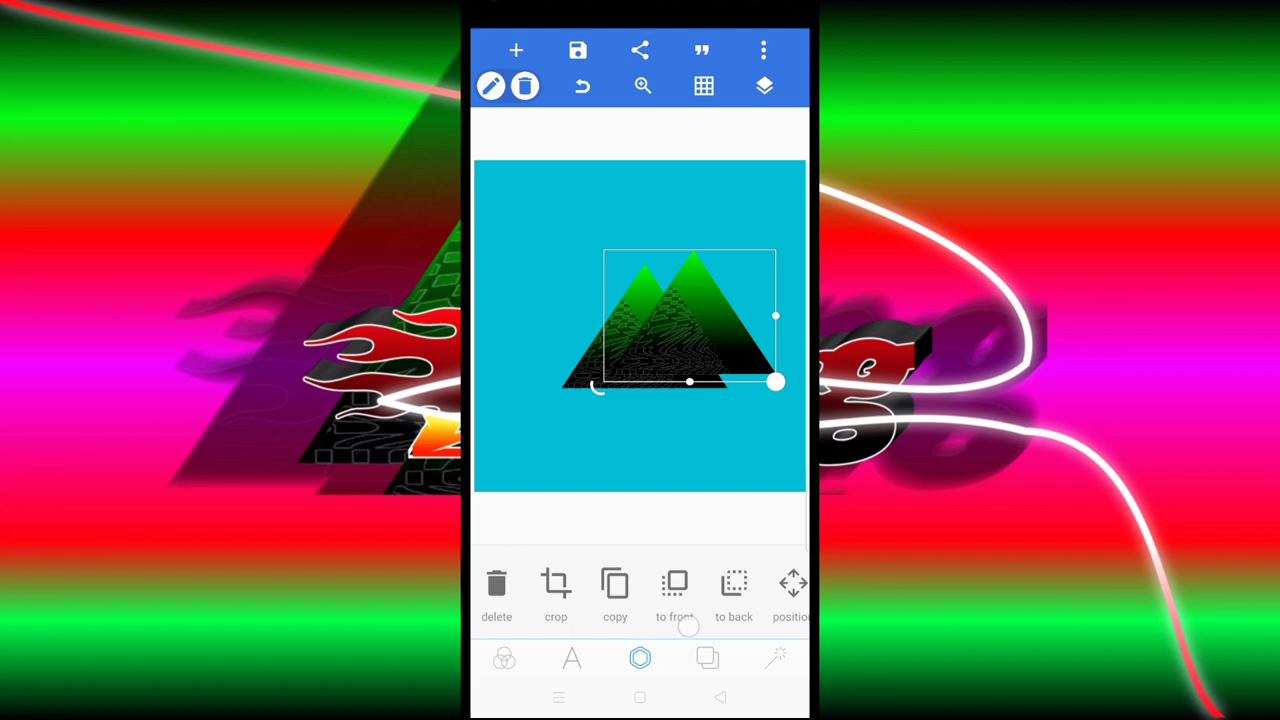 delete
crop
copy
to front
to back
position